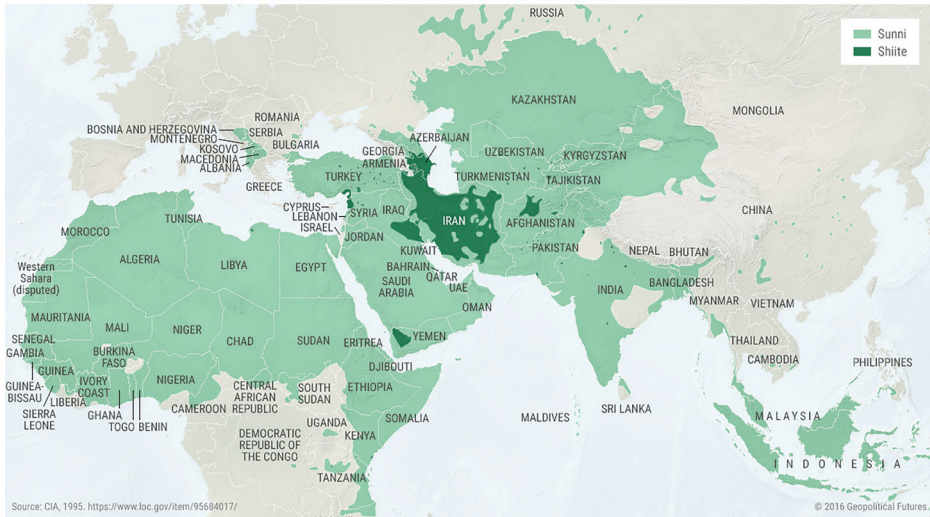 RUSSIA
Sunni
Shiite
KAZAKHSTAN
MONGOLIA
ROMANIA
BOSNIA AND HERZEGOVINA
SERBIA
MONTENEGRO
BULGARIA
KOSOVO
MACEDONIA
ALBANIA
GREECE
AZERBAIJAN
GEORGIA
ARMENIA
UZBEKISTAN
KYRGYZSTAN
TURKEY
TURKMENISTAN
TAJIKISTAN
CYPRUS
LEBANON
ISRAEL
SYRIA
IRAQ
IRAN
AFGHANISTAN
CHINA
TUNISIA
MOROCCO
JORDAN
PAKISTAN
NEPAL
BHUTAN
ALGERIA
LIBYA
EGYPT
KUWAIT
BAHRAIN
QATAR
SAUDI
ARABIA
UAE
INDIA
BANGLADESH
Western
Sahara
(disputed)
OMAN
MYANMAR
VIETNAM
MAURITANIA
MALI
NIGER
CHAD
SUDAN
ERITREA
YEMEN
THAILAND
SENEGAL
GAMBIA
BURKINA
FASO
DJIBOUTI
CAMBODIA
PHILIPPINES
GUINEA
NIGERIA
IVORY
COAST
CENTRAL
AFRICAN
REPUBLIC
SOUTH
SUDAN
ETHIOPIA
GUINEA-
BISSAU
LIBERIA
SIERRA
LEONE
GHANA
TOGO
BENIN
CAMEROON
SOMALIA
MALDIVES
SRI LANKA
MALAYSIA
UGANDA
KENYA
DEMOCRATIC
REPUBLIC OF
THE CONGO
INDONESIA
TANZANIA
Source: CIA, 1995. https://www.loc.gov/item/95684017/
© 2016 Geopolitical Futures